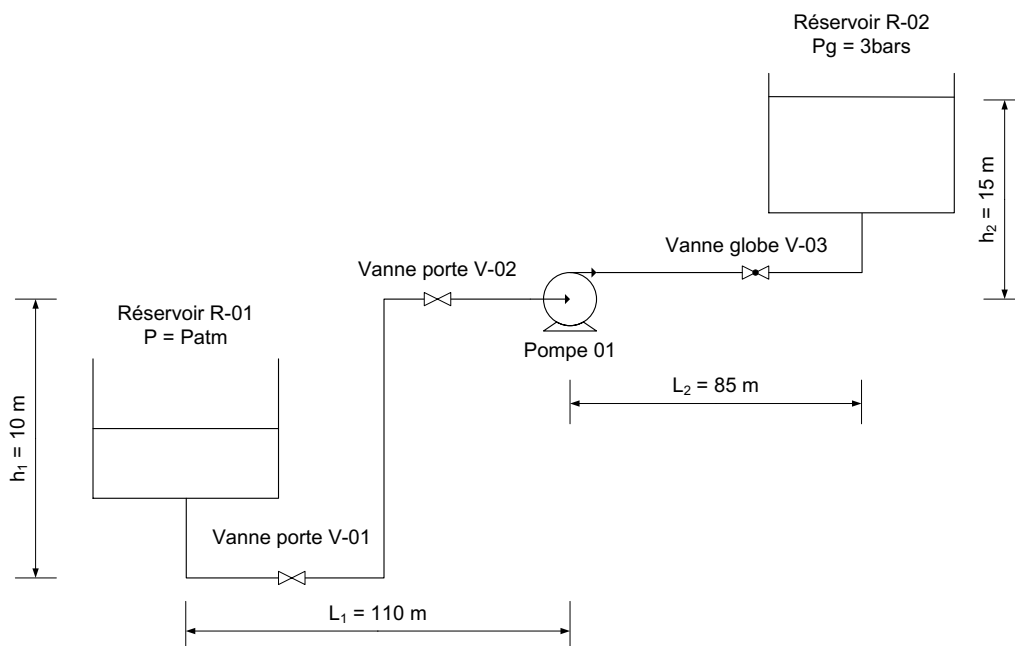 Réservoir R-02
Pg = 3bars
h₂ = 15 m
Vanne globe V-03
Vanne porte V-02
Réservoir R-01
P = Patm
Pompe 01
L₂ = 85 m
h₁ = 10 m
Vanne porte V-01
L₁ = 110 m